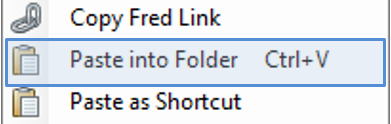 Copy Fred Link
Paste into Folder Ctrl+V
Paste as Shortcut